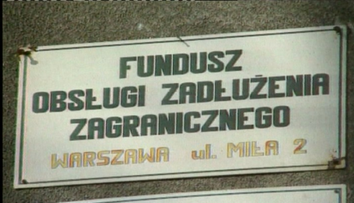 FUNDUSZ
OBSŁUGI ZADŁUŻENIA
ZAGRANICZNEGO
WARSZAWA ul. MIŁA 2